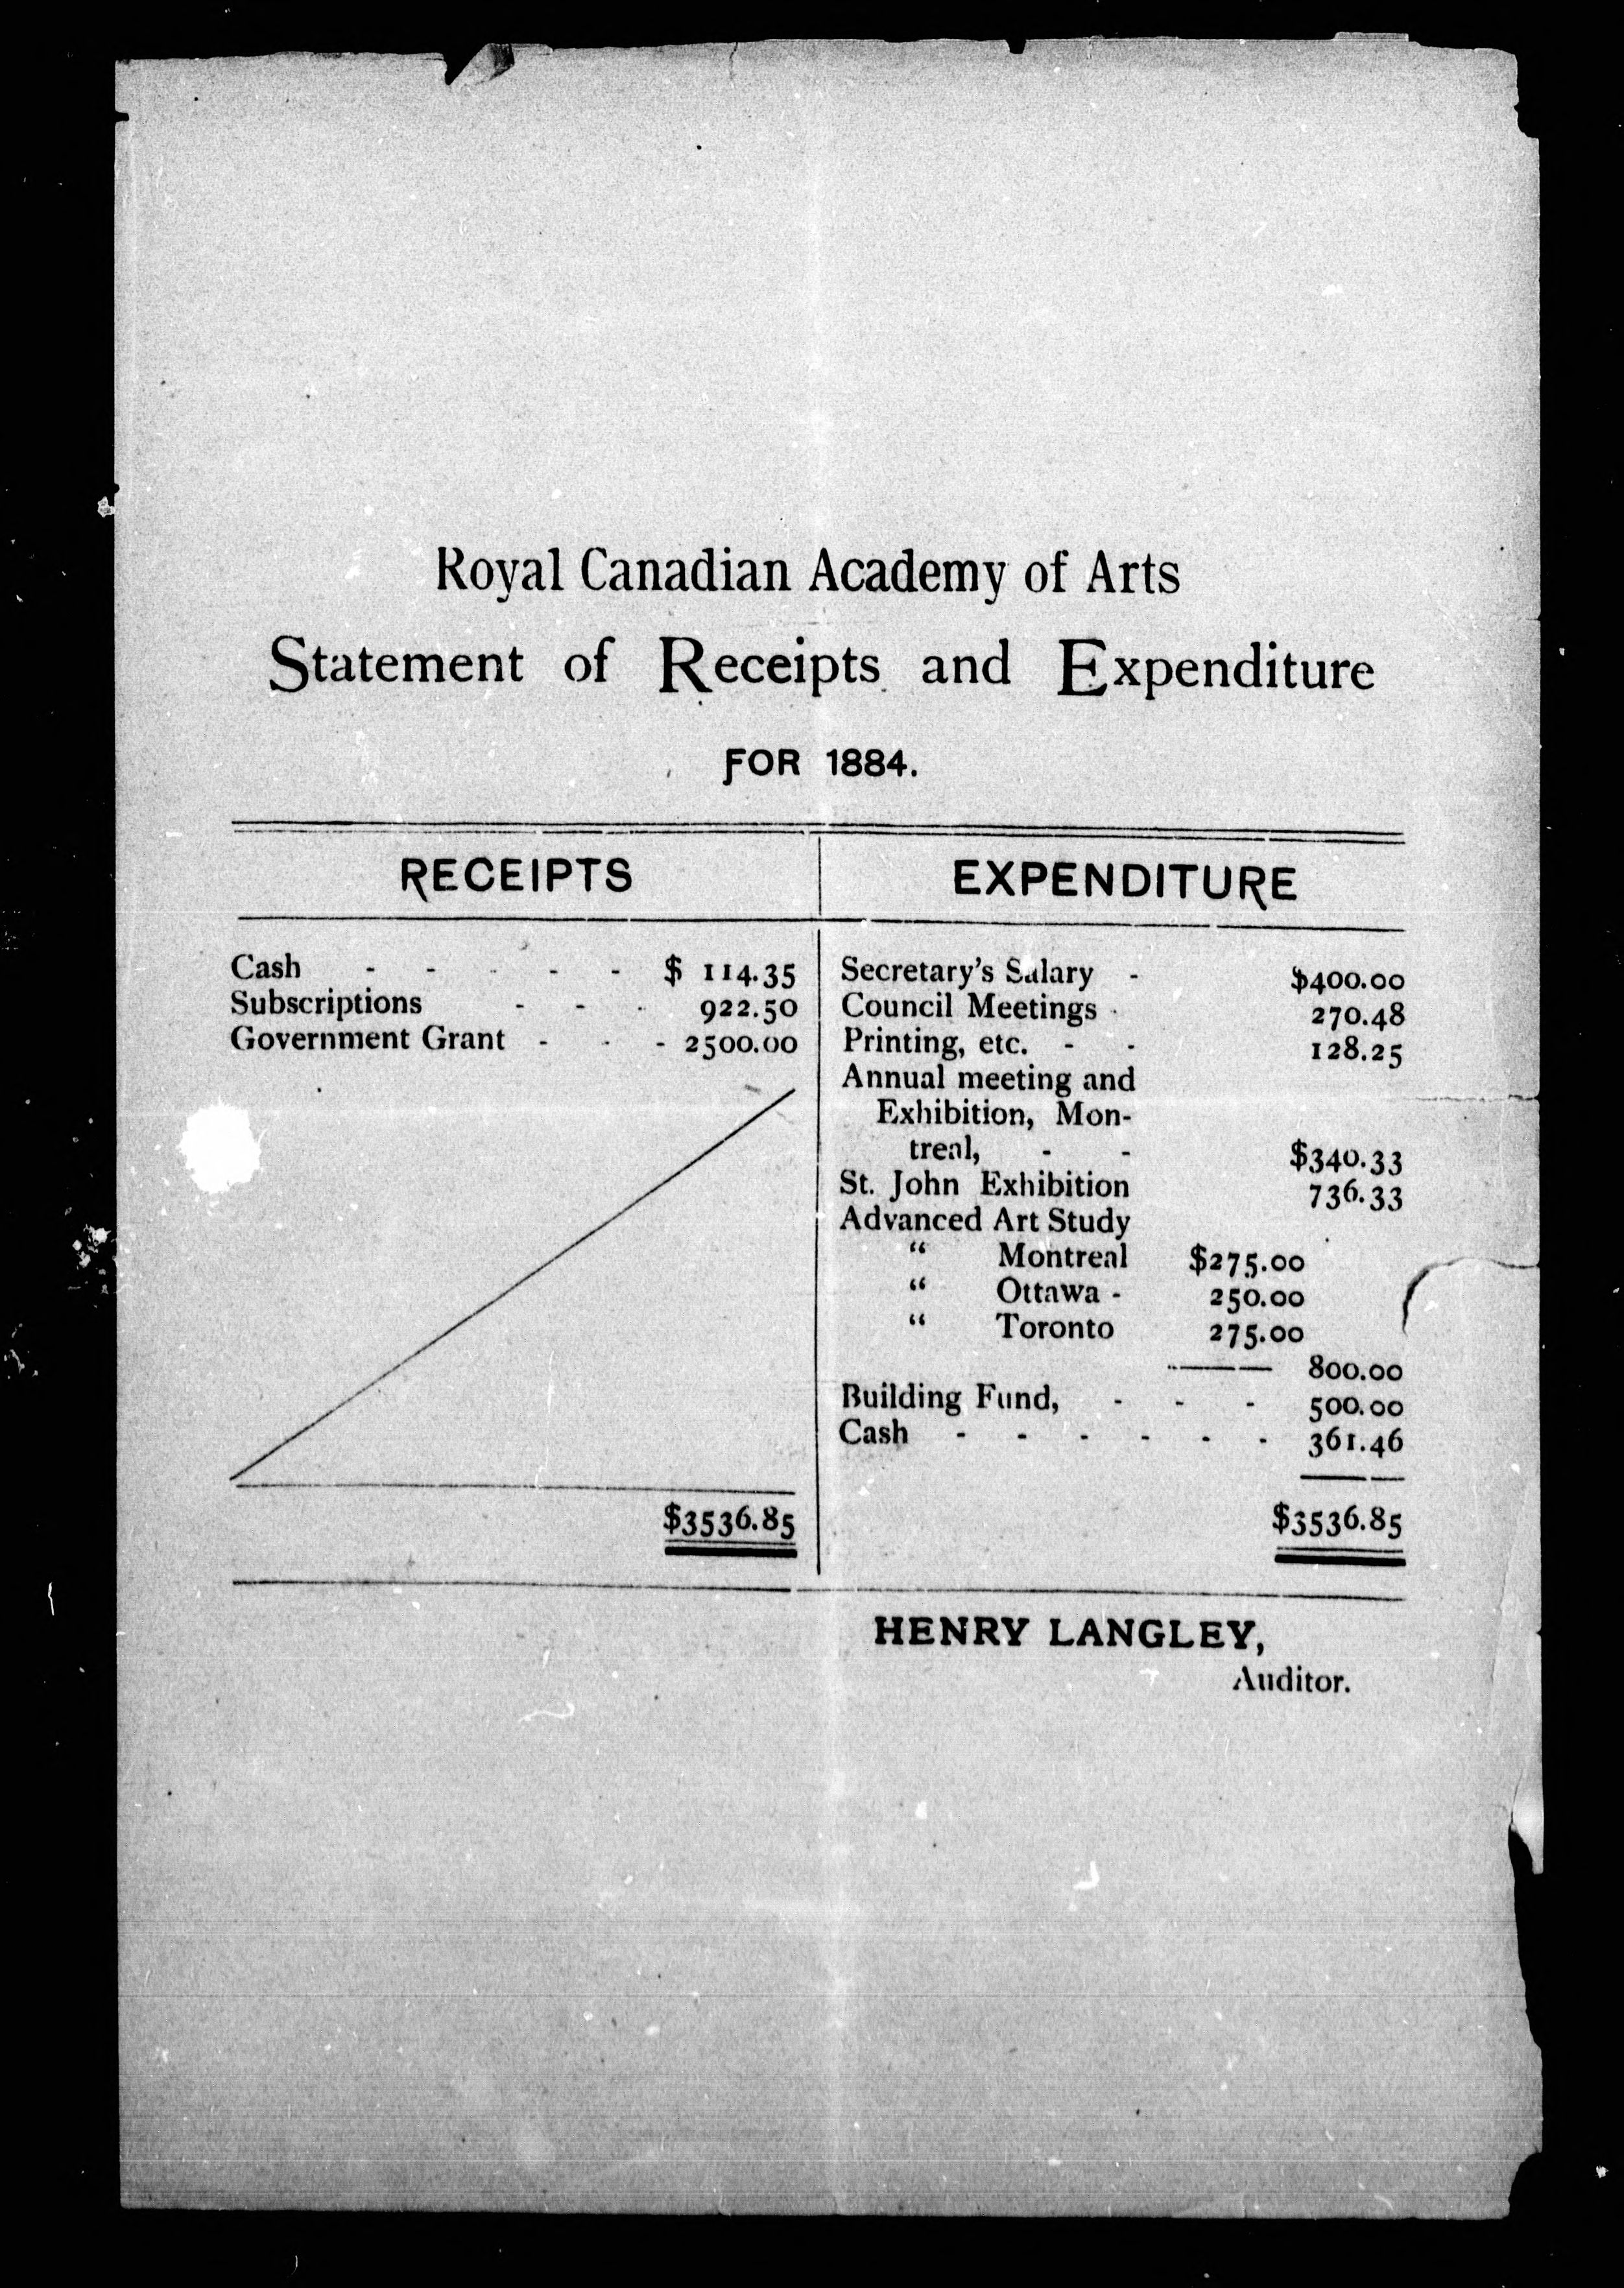 Royal Canadian Academy of Arts
Statement of Receipts and Expenditure
FOR 1884.
RECEIPTS
Cash - - - - - $ 114.35
Subscriptions - - - 922.50
Government Grant - - - 2500.00
$3536.85
EXPENDITURE
Secretary's Salary - $400.00
Council Meetings - 270.48
Printing, etc. - - 128.25
Annual meeting and
Exhibition, Mon-
treal, - - $340.33
St. John Exhibition 736.33
Advanced Art Study
“ Montreal $275.00
“ Ottawa - 250.00
“ Toronto 275.00
800.00
Building Fund, - - - 500.00
Cash - - - - - - 361.46
$3536.85
HENRY LANGLEY,
Auditor.